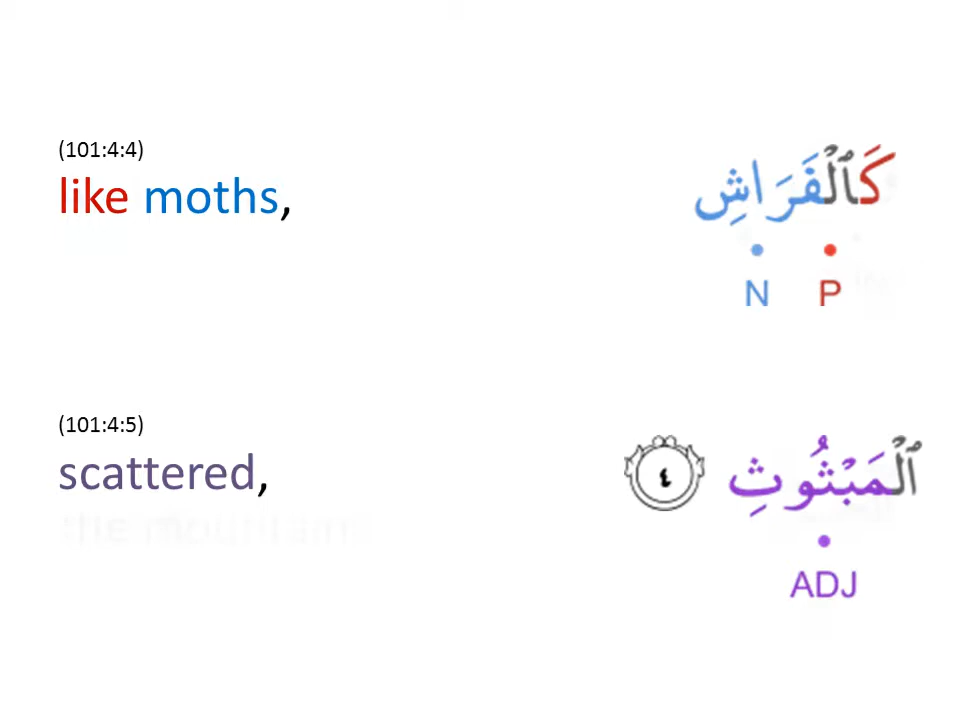 (101:4:4)
like moths, كَٱلْفَرَاشِ
N P
(101:4:5)
scattered, ٱلْمَبْثُوثِ ٤
ADJ